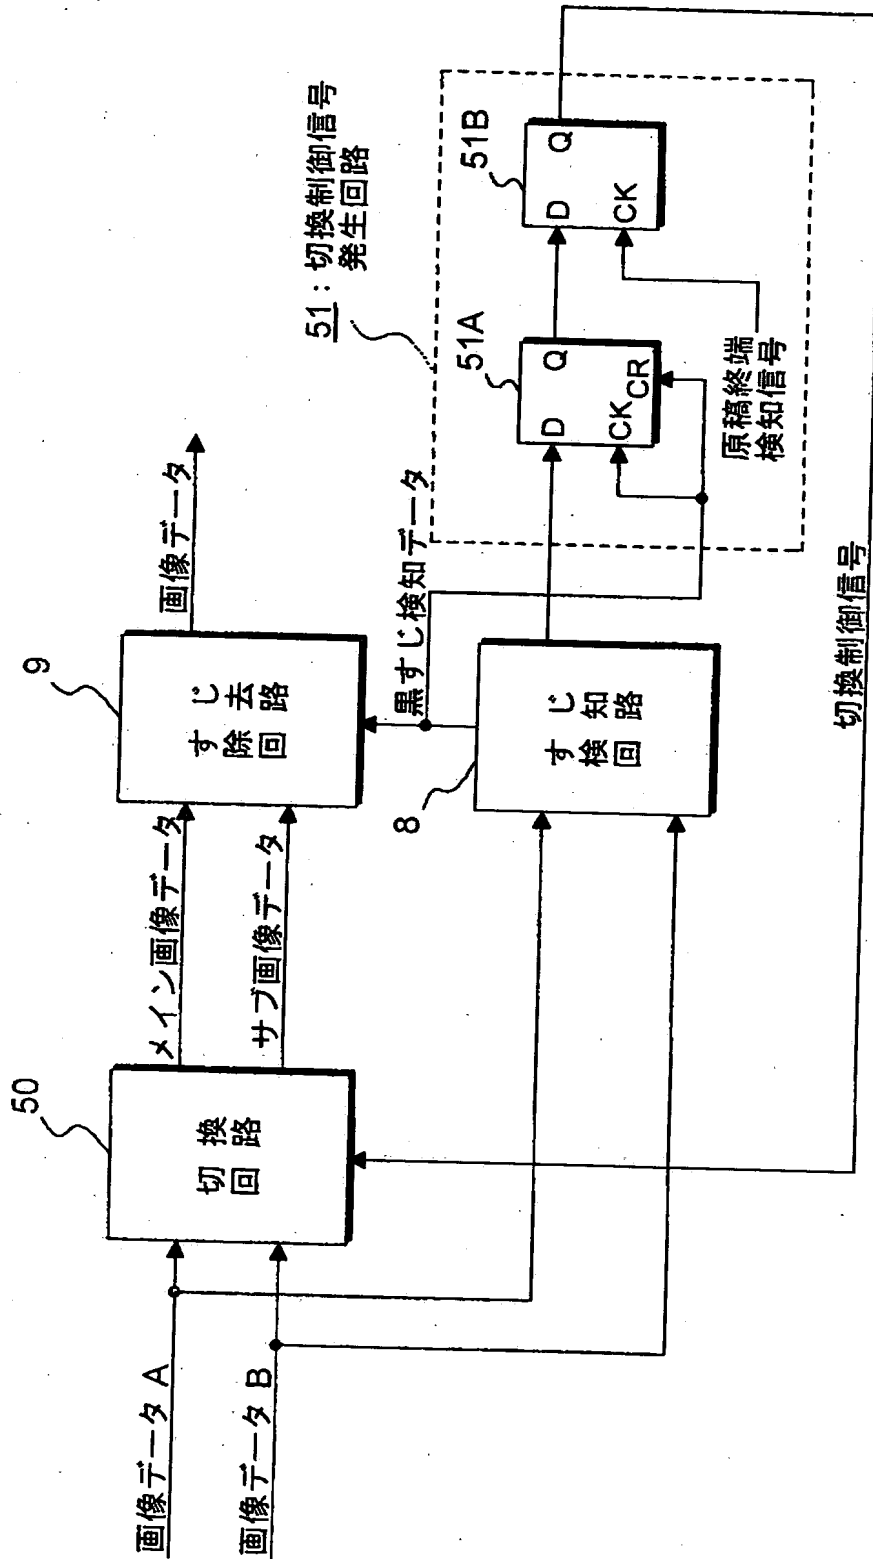 画像データ A
画像データ B
50
切換
回路
メイン画像データ
サブ画像データ
9
すじ
除去
回路
画像データ
黒すじ検知データ
8
すじ
検知
回路
51：切換制御信号
発生回路
51A
D
Q
CK
CR
51B
D
Q
CK
原稿終端
検知信号
切換制御信号